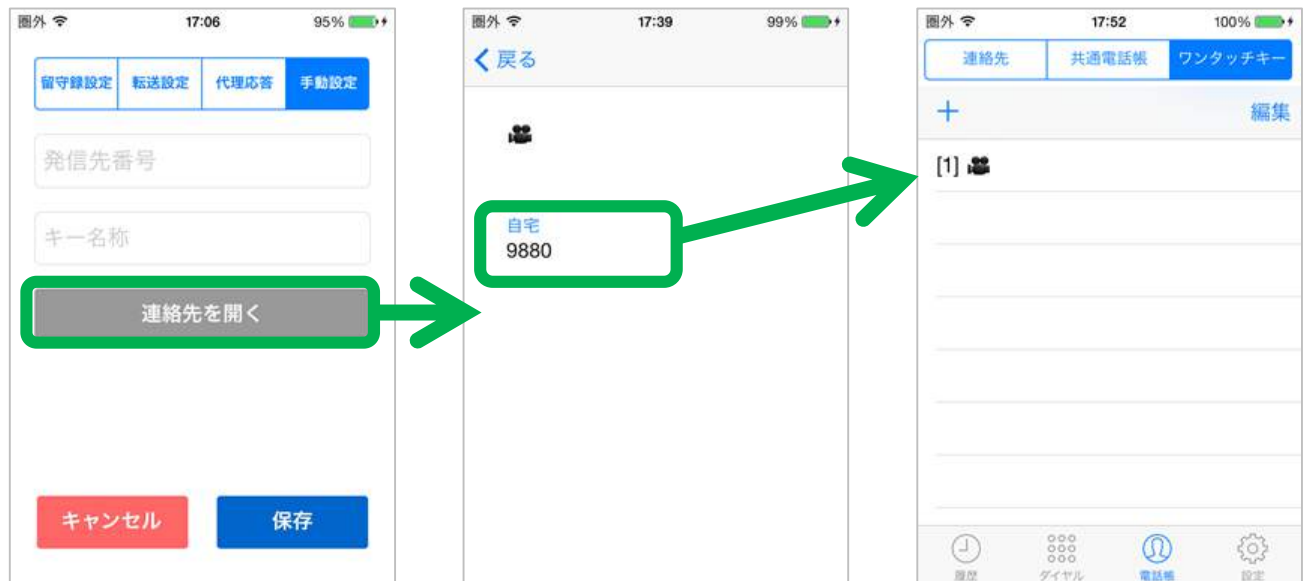 圏外 17:06 95%
留守録設定 転送設定 代理応答 手動設定
発信先番号
キー名称
連絡先を開く
キャンセル 保存
圏外 17:39 99%
戻る
自宅
9880
圏外 17:52 100%
連絡先 共通電話帳 ワンタッチキー
+ 編集
[1]
履歴 ダイヤル 電話帳 設定